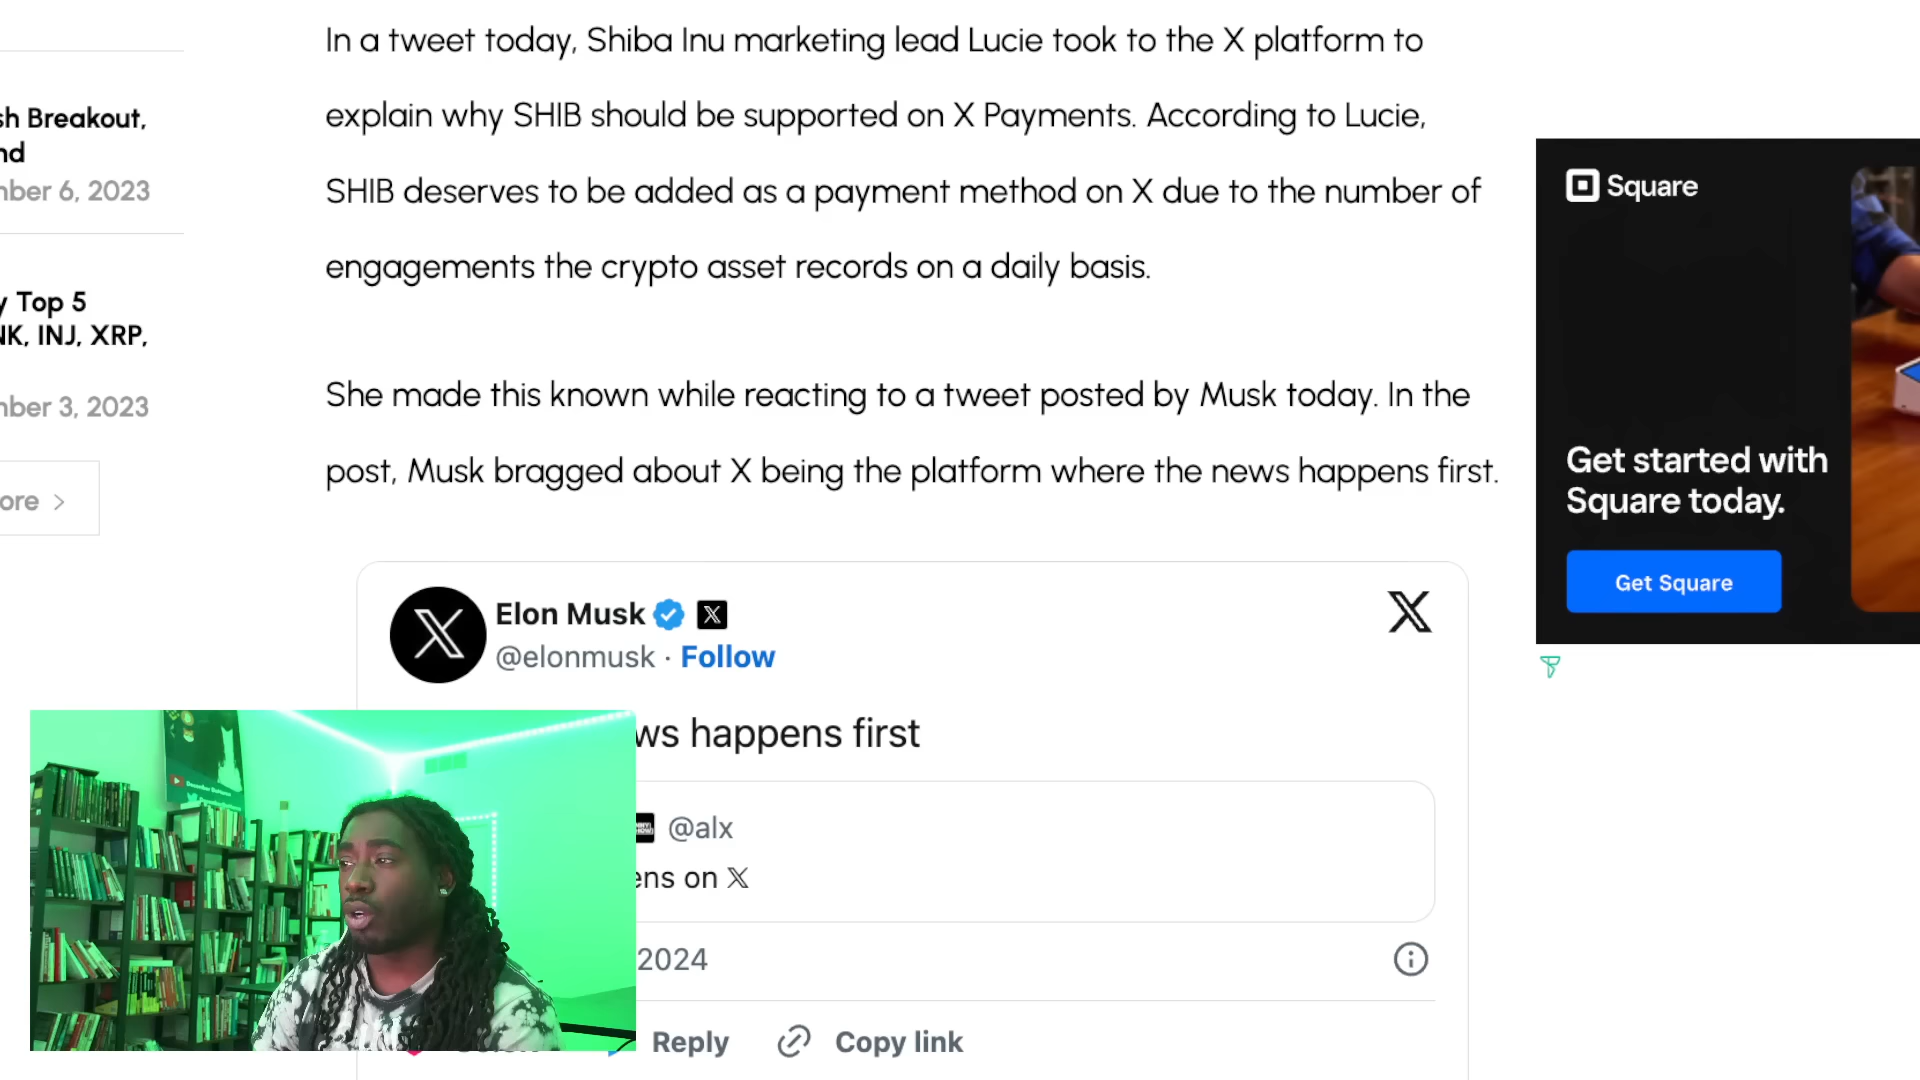 In a tweet today, Shiba Inu marketing lead Lucie took to the X platform to
explain why SHIB should be supported on X Payments. According to Lucie,
SHIB deserves to be added as a payment method on X due to the number of
engagements the crypto asset records on a daily basis.
She made this known while reacting to a tweet posted by Musk today. In the
post, Musk bragged about X being the platform where the news happens first.
sh Breakout,
nd
nber 6, 2023
y Top 5
NK, INJ, XRP,
nber 3, 2023
ore >
Square
Get started with
Square today.
Get Square
Elon Musk
@elonmusk · Follow
ws happens first
@alx
ens on X
2024
Reply
Copy link